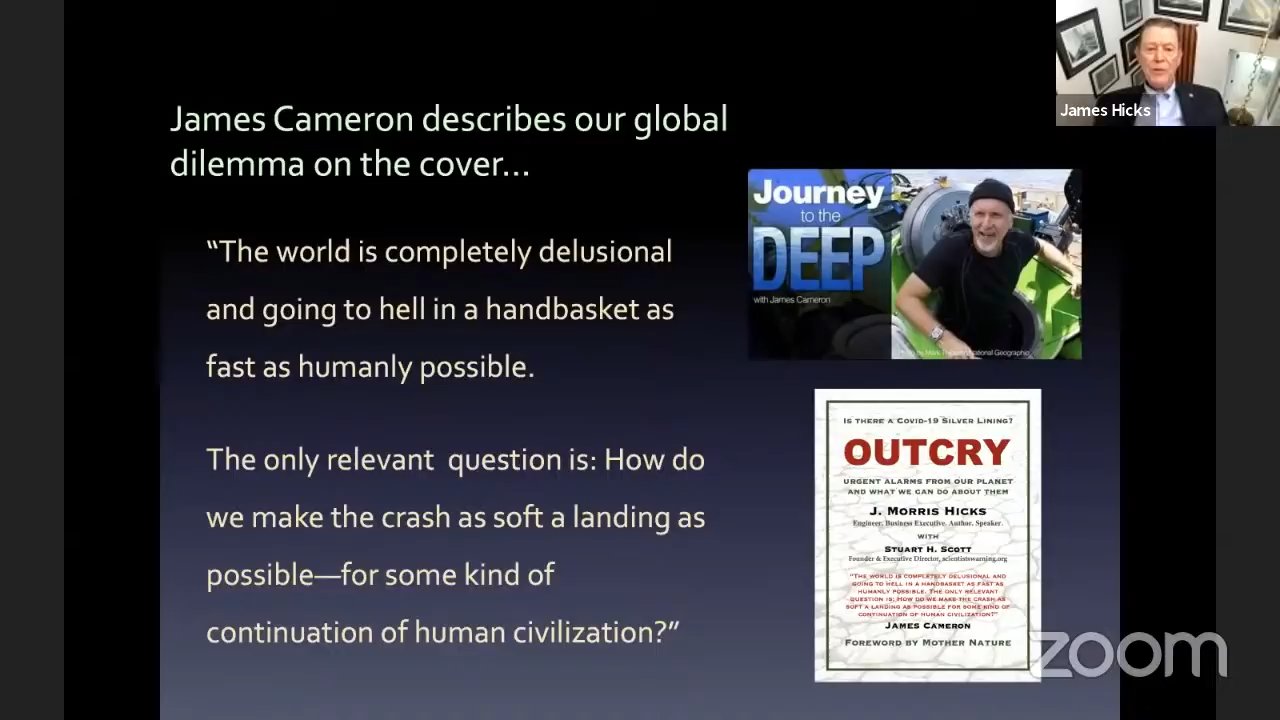 James Hicks
James Cameron describes our global
dilemma on the cover...
“The world is completely delusional
and going to hell in a handbasket as
fast as humanly possible.
The only relevant question is: How do
we make the crash as soft a landing as
possible—for some kind of
continuation of human civilization?”
Journey
to the
DEEP
with James Cameron
National Geographic
IS THERE A COVID-19 SILVER LINING?
OUTCRY
URGENT ALARMS FROM OUR PLANET
AND WHAT WE CAN DO ABOUT THEM
J. MORRIS HICKS
Engineer. Business Executive. Author. Speaker.
WITH
STUART H. SCOTT
Founder & Executive Director, scientistswarning.org
"THE WORLD IS COMPLETELY DELUSIONAL AND
GOING TO HELL IN A HANDBASKET AS FAST AS
HUMANLY POSSIBLE. THE ONLY RELEVANT
QUESTION IS: HOW DO WE MAKE THE CRASH AS
SOFT A LANDING AS POSSIBLE FOR SOME KIND OF
CONTINUATION OF HUMAN CIVILIZATION?"
JAMES CAMERON
FOREWORD BY MOTHER NATURE
zoom